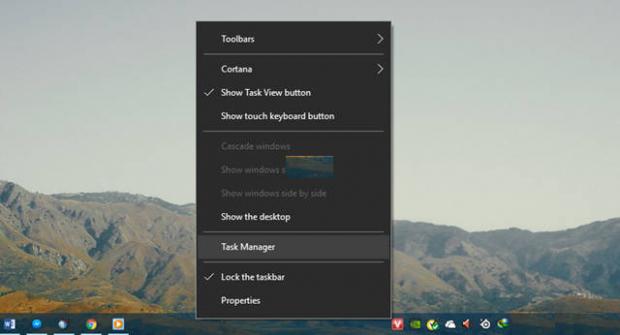 Toolbars
Cortana
Show Task View button
Show touch keyboard button
Cascade windows
Show windows
Show windows side by side
Show the desktop
Task Manager
Lock the taskbar
Properties